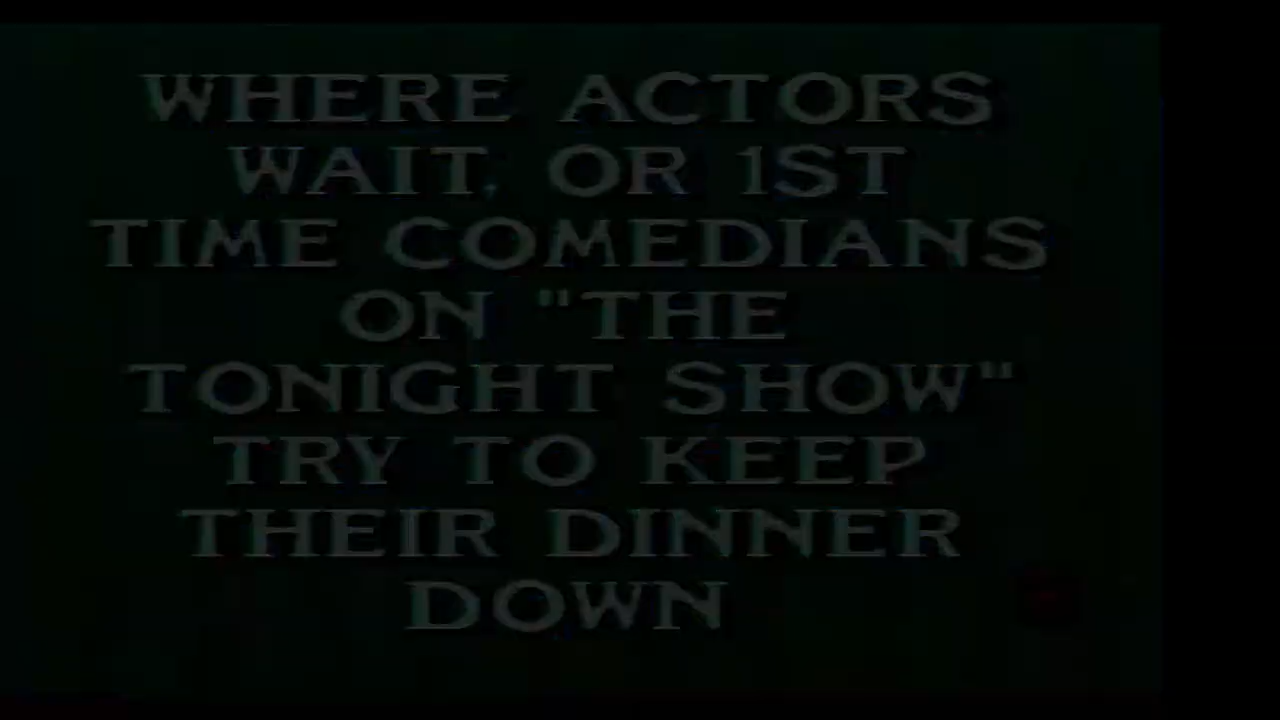 WHERE ACTORS
WAIT, OR 1ST
TIME COMEDIANS
ON "THE
TONIGHT SHOW"
TRY TO KEEP
THEIR DINNER
DOWN